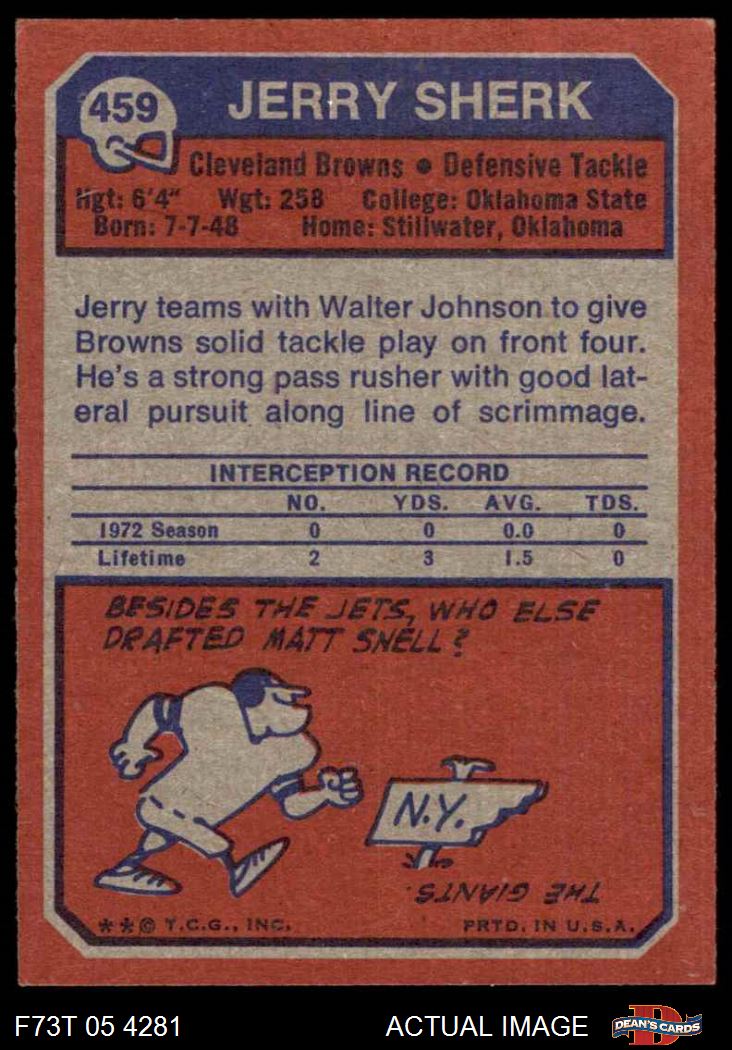 459
JERRY SHERK
Cleveland Browns ● Defensive Tackle
Hgt: 6'4" Wgt: 258 College: Oklahoma State
Born: 7-7-48 Home: Stillwater, Oklahoma
Jerry teams with Walter Johnson to give
Browns solid tackle play on front four.
He's a strong pass rusher with good lat-
eral pursuit along line of scrimmage.
INTERCEPTION RECORD
NO. YDS. AVG. TDS.
1972 Season 0 0 0.0 0
Lifetime 2 3 1.5 0
BESIDES THE JETS, WHO ELSE
DRAFTED MATT SNELL?
N.Y.
THE GIANTS.
**© T.C.G., INC. PRTD. IN U.S.A.
F73T 05 4281 ACTUAL IMAGE D DEAN'S CARDS